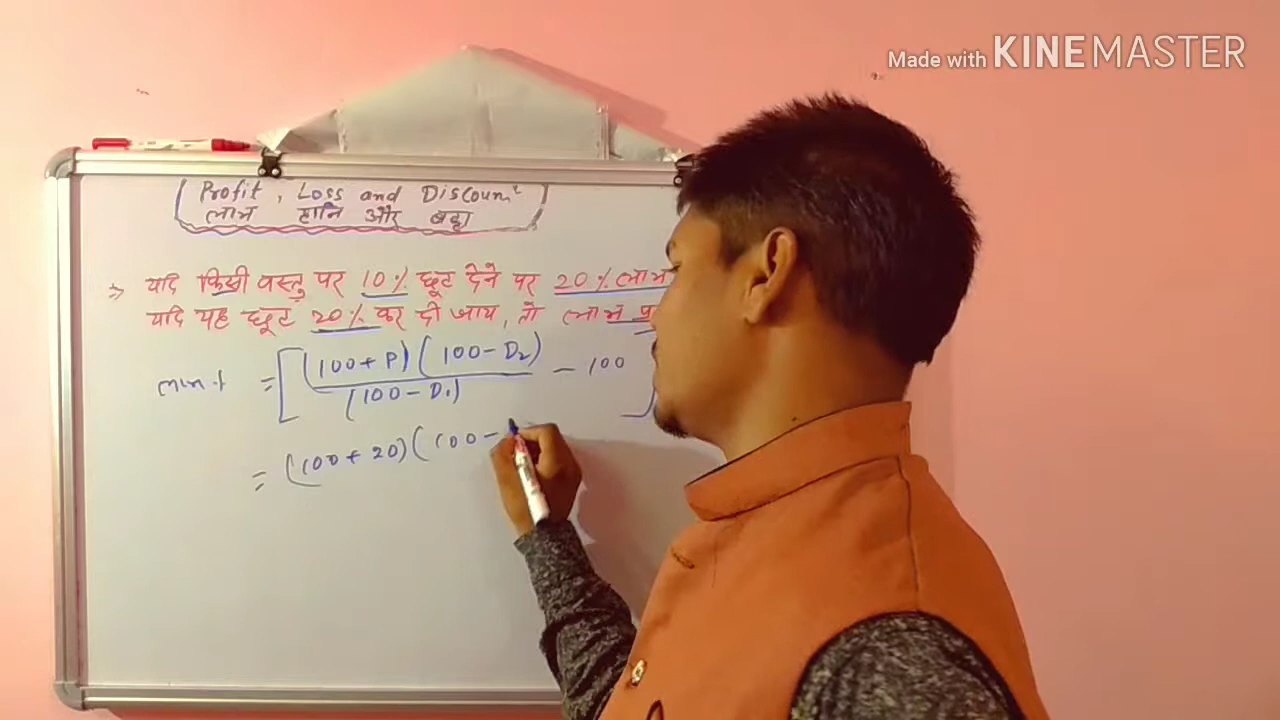 Made with KINEMASTER
Profit, Loss and Discount
लाभ हानि और बट्टा
⇒ यदि किसी वस्तु पर 10% छूट देने पर 20% लाभ
यदि यह छूट 20% कर दी जाय, तो लाभ
लाभ % = [ (100 + P) (100 - D₂) / (100 - D₁) - 100 ]
= (100 + 20) (100 -